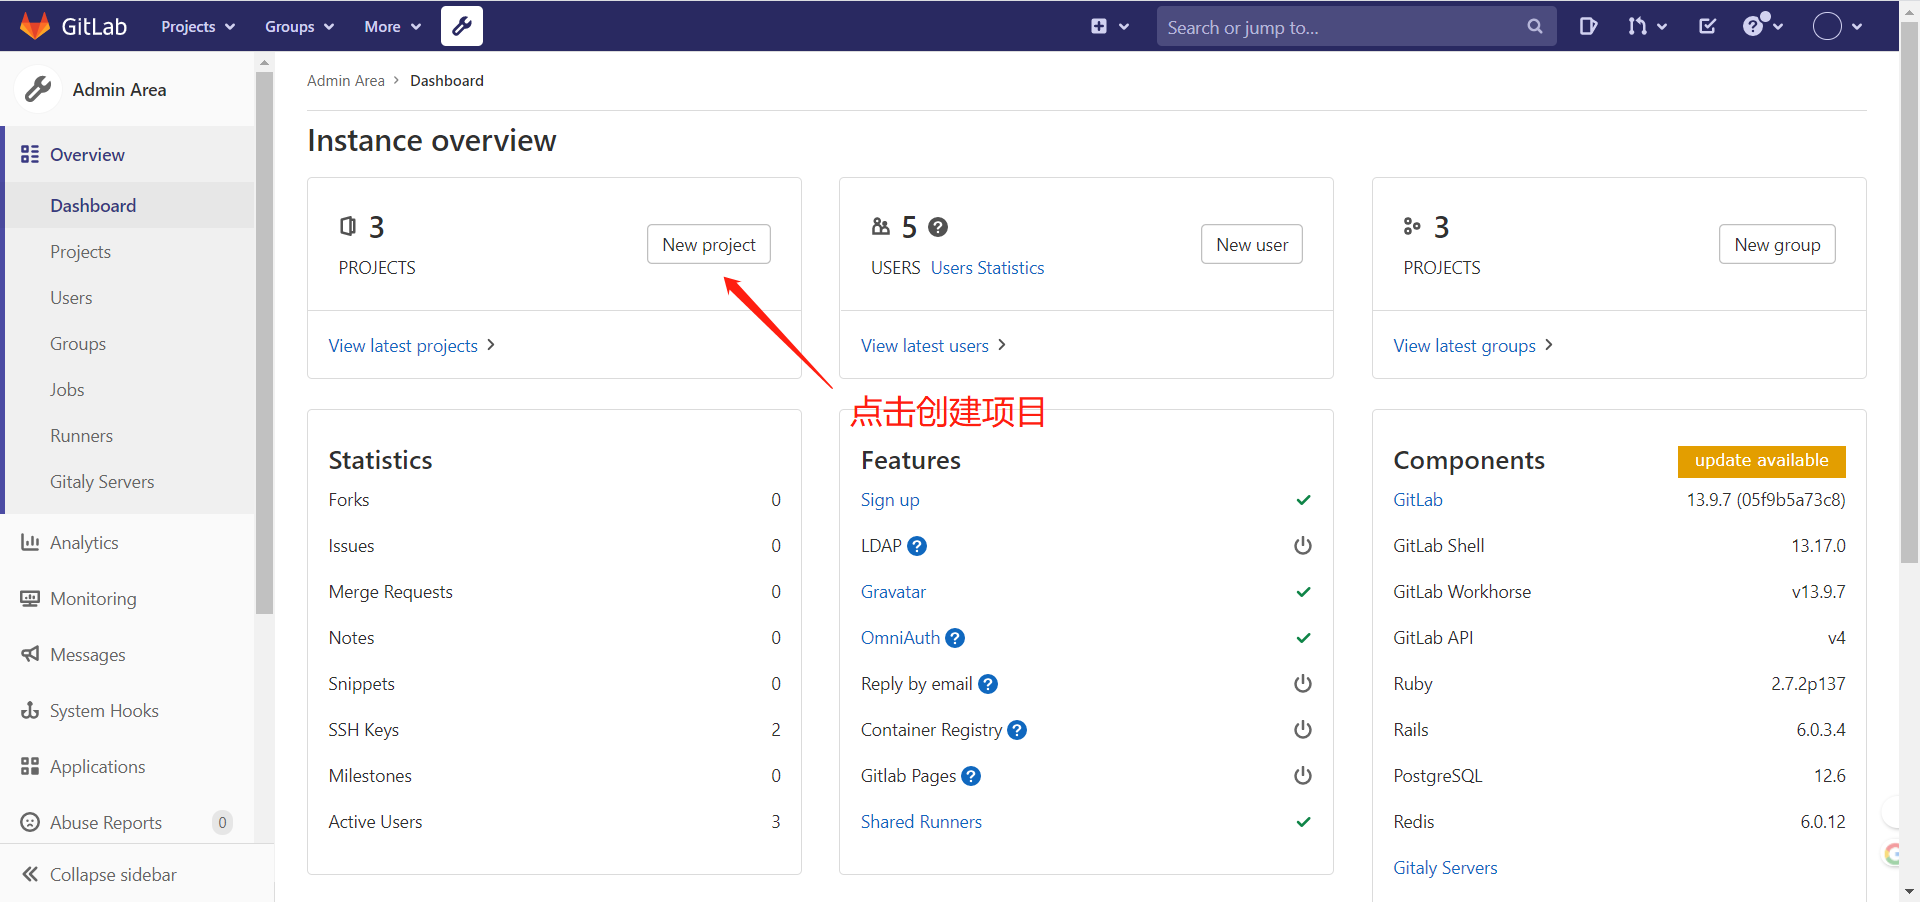 GitLab Projects Groups More Search or jump to...
Admin Area
Overview
Dashboard
Projects
Users
Groups
Jobs
Runners
Gitaly Servers
Analytics
Monitoring
Messages
System Hooks
Applications
Abuse Reports 0
Collapse sidebar
Admin Area > Dashboard
Instance overview
3
PROJECTS
New project
View latest projects
5
USERS Users Statistics
New user
View latest users
3
PROJECTS
New group
View latest groups
点击创建项目
Statistics
Forks 0
Issues 0
Merge Requests 0
Notes 0
Snippets 0
SSH Keys 2
Milestones 0
Active Users 3
Features
Sign up
LDAP
Gravatar
OmniAuth
Reply by email
Container Registry
Gitlab Pages
Shared Runners
Components update available
GitLab 13.9.7 (05f9b5a73c8)
GitLab Shell 13.17.0
GitLab Workhorse v13.9.7
GitLab API v4
Ruby 2.7.2p137
Rails 6.0.3.4
PostgreSQL 12.6
Redis 6.0.12
Gitaly Servers